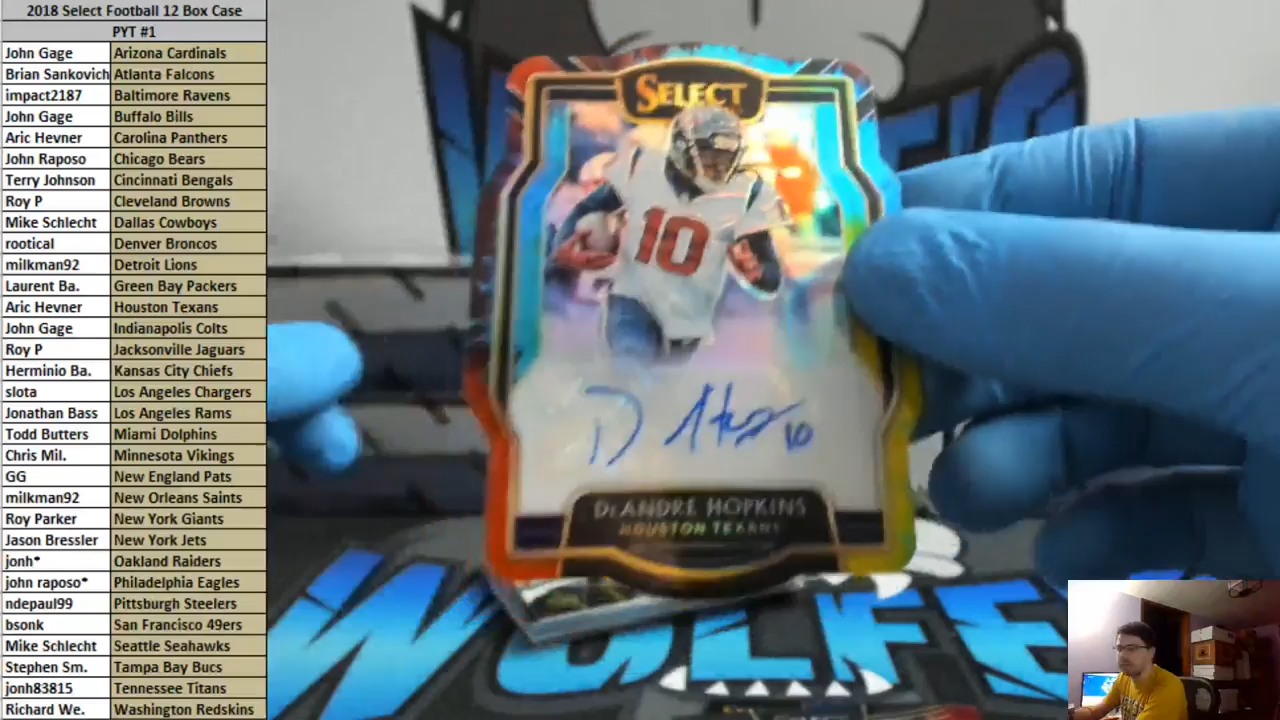 2018 Select Football 12 Box Case
PYT #1
John Gage Arizona Cardinals
Brian Sankovich Atlanta Falcons
impact2187 Baltimore Ravens
John Gage Buffalo Bills
Aric Hevner Carolina Panthers
John Raposo Chicago Bears
Terry Johnson Cincinnati Bengals
Roy P Cleveland Browns
Mike Schlecht Dallas Cowboys
rootical Denver Broncos
milkman92 Detroit Lions
Laurent Ba. Green Bay Packers
Aric Hevner Houston Texans
John Gage Indianapolis Colts
Roy P Jacksonville Jaguars
Herminio Ba. Kansas City Chiefs
slota Los Angeles Chargers
Jonathan Bass Los Angeles Rams
Todd Butters Miami Dolphins
Chris Mil. Minnesota Vikings
GG New England Pats
milkman92 New Orleans Saints
Roy Parker New York Giants
Jason Bressler New York Jets
jonh* Oakland Raiders
john raposo* Philadelphia Eagles
ndepaul99 Pittsburgh Steelers
bsonk San Francisco 49ers
Mike Schlecht Seattle Seahawks
Stephen Sm. Tampa Bay Bucs
jonh83815 Tennessee Titans
Richard We. Washington Redskins
SELECT
10
10
DEANDRE HOPKINS
HOUSTON TEXANS
WOLFE